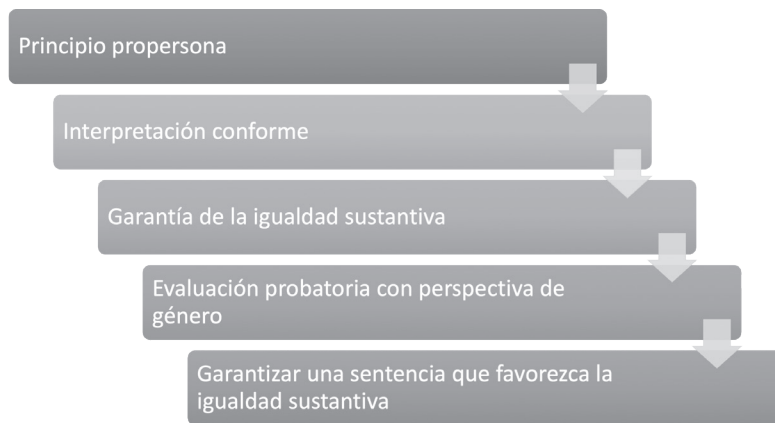 Principio propersona
Interpretación conforme
Garantía de la igualdad sustantiva
Evaluación probatoria con perspectiva de
género
Garantizar una sentencia que favorezca la
igualdad sustantiva